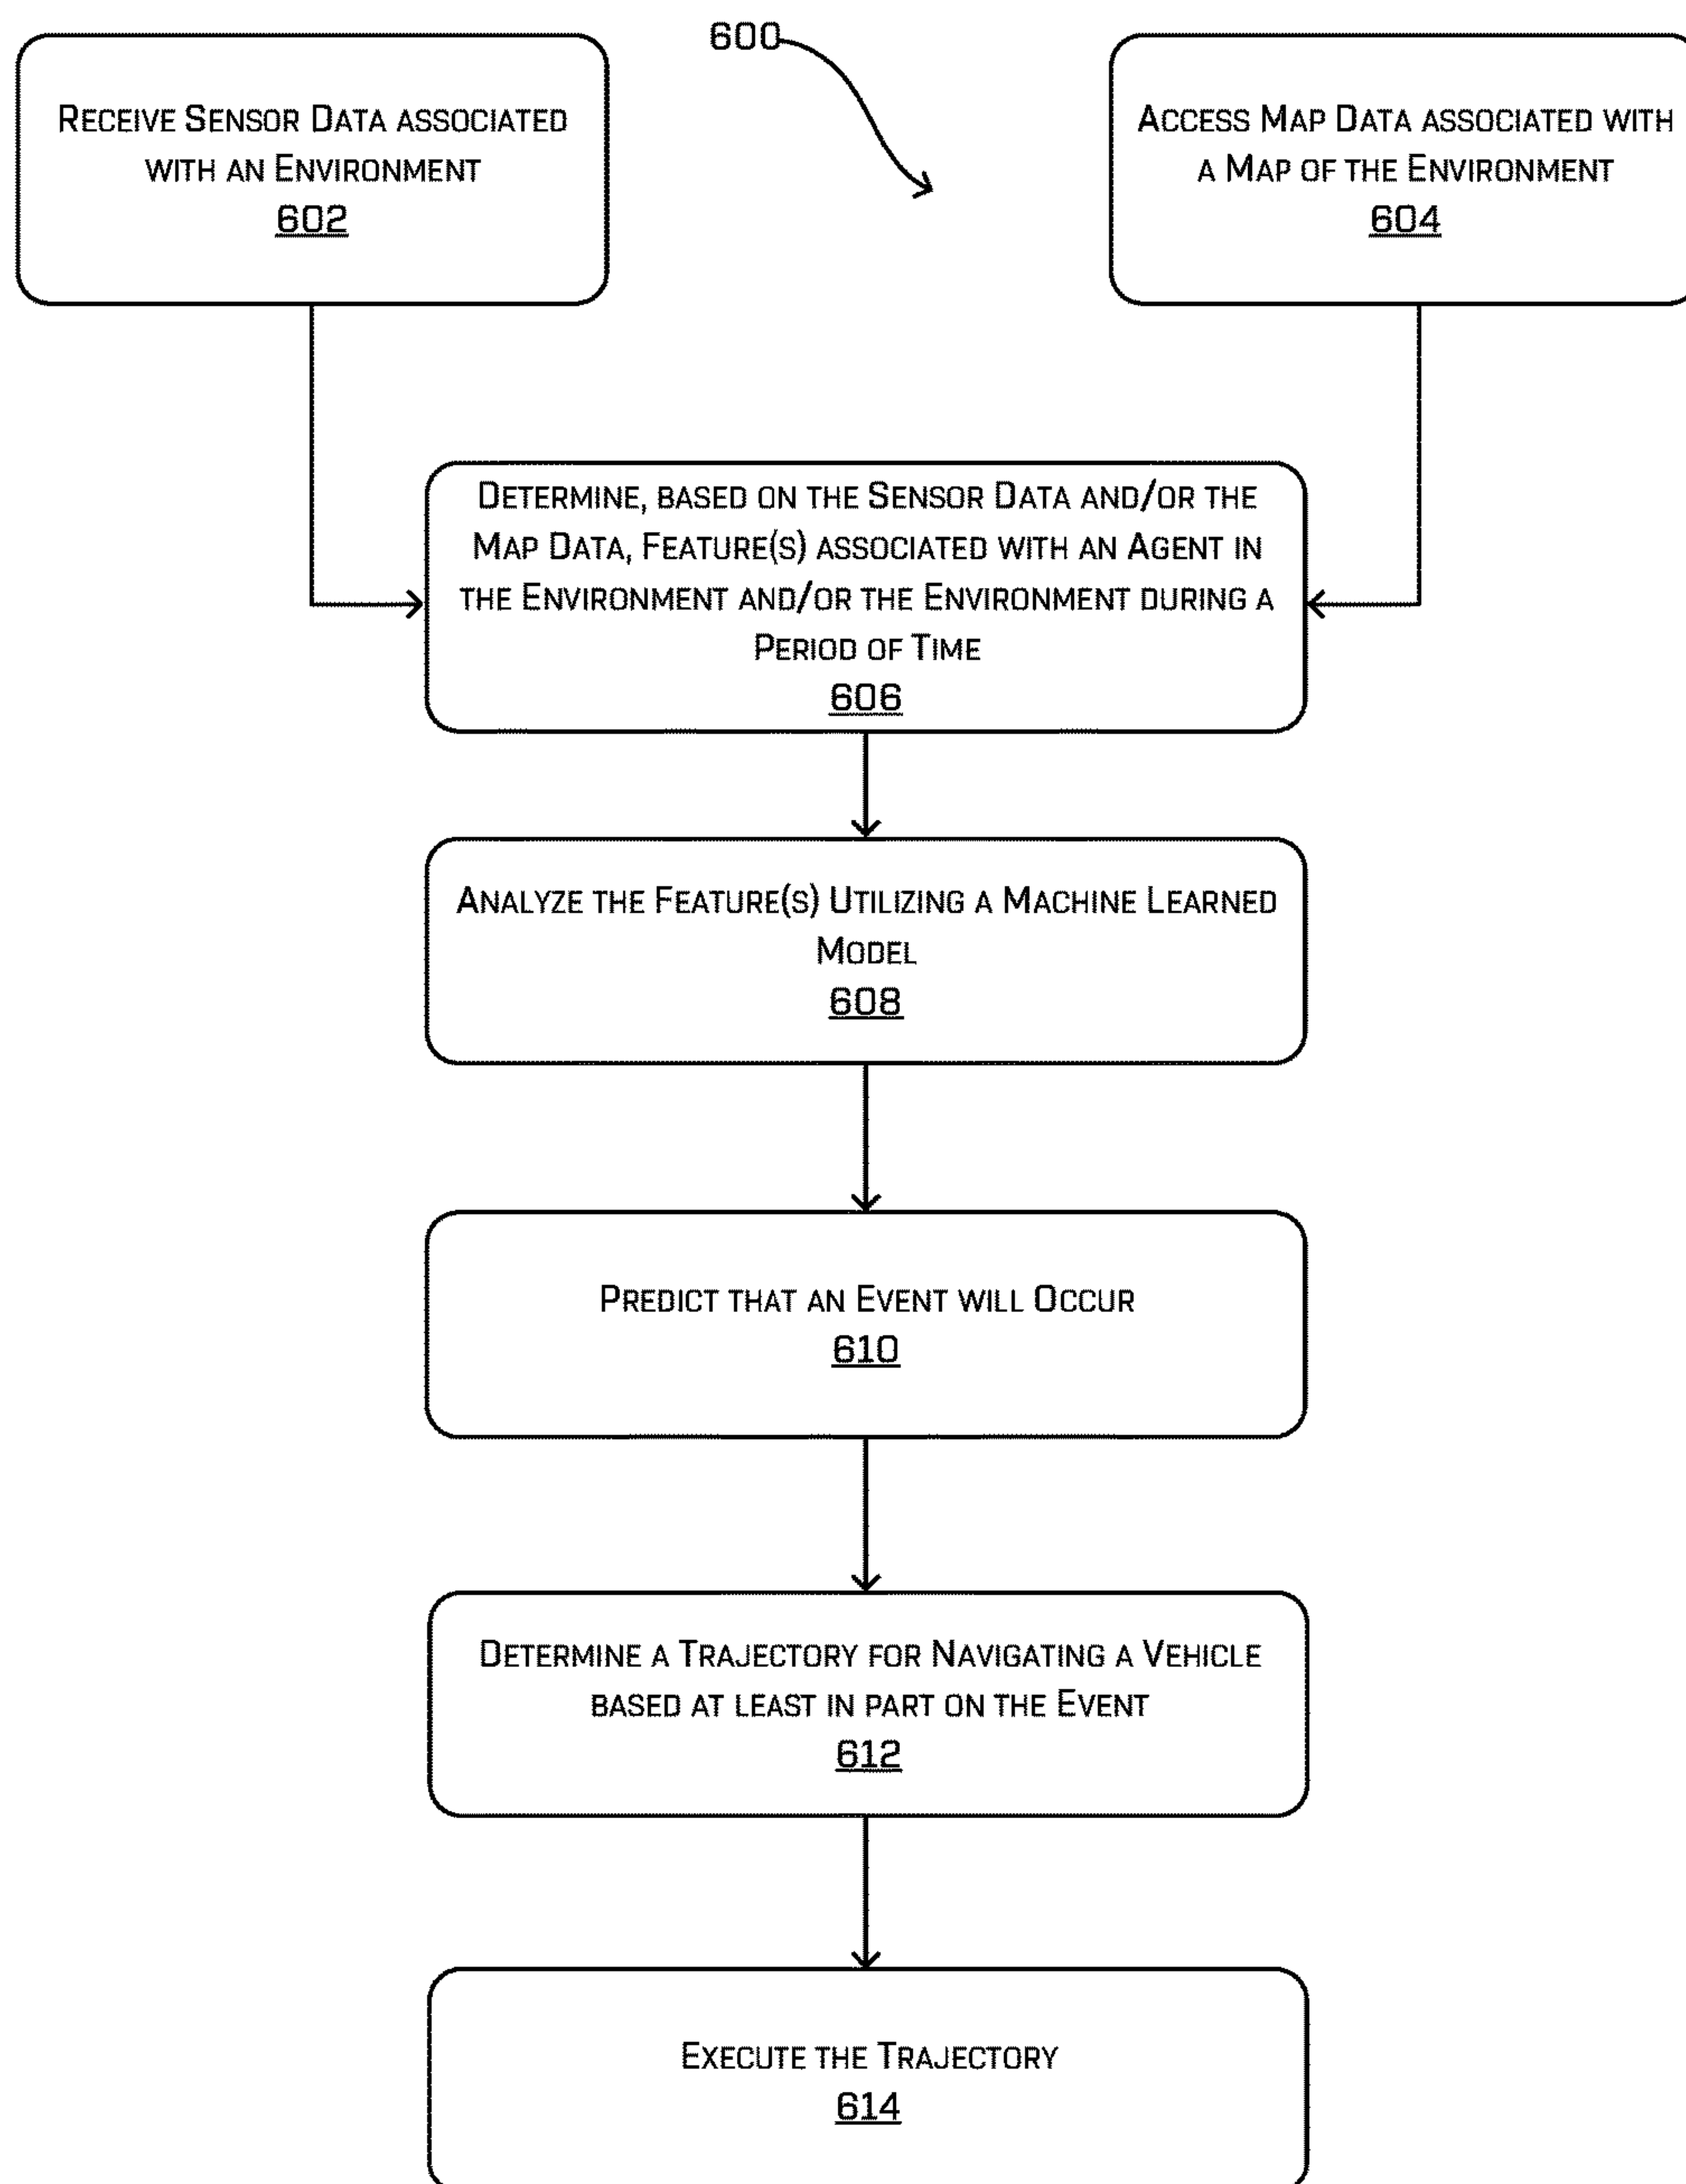 600
Receive Sensor Data associated
with an Environment
602
Access Map Data associated with
a Map of the Environment
604
Determine, based on the Sensor Data and/or the
Map Data, Feature(s) associated with an Agent in
the Environment and/or the Environment during a
Period of Time
606
Analyze the Feature(s) Utilizing a Machine Learned
Model
608
Predict that an Event will Occur
610
Determine a Trajectory for Navigating a Vehicle
based at least in part on the Event
612
Execute the Trajectory
614